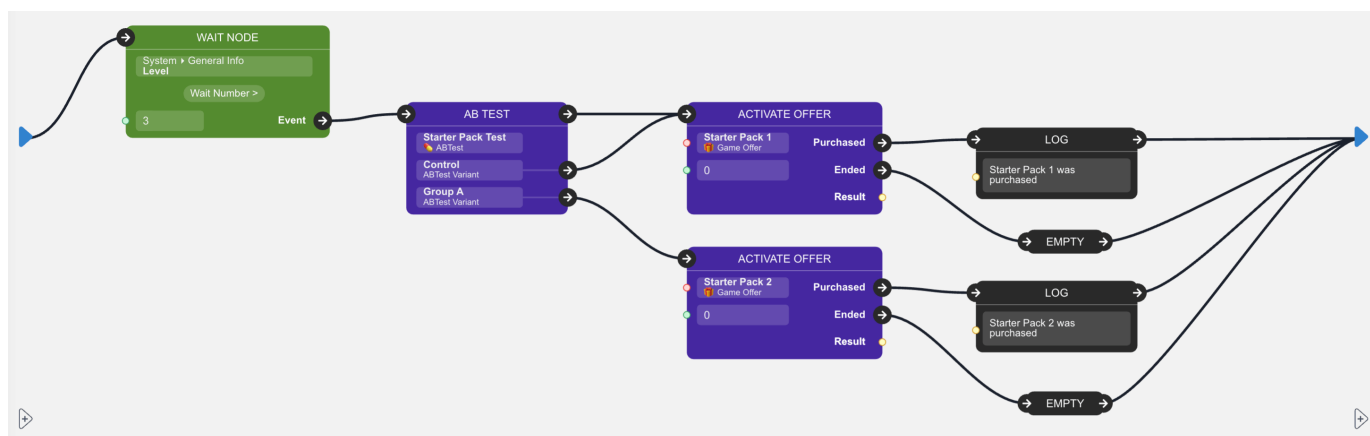 WAIT NODE
System ▸ General Info
Level
Wait Number >
3
Event
AB TEST
Starter Pack Test
ABTest
Control
ABTest Variant
Group A
ABTest Variant
ACTIVATE OFFER
Starter Pack 1
Game Offer
Purchased
0
Ended
Result
LOG
Starter Pack 1 was
purchased
EMPTY
ACTIVATE OFFER
Starter Pack 2
Game Offer
Purchased
0
Ended
Result
LOG
Starter Pack 2 was
purchased
EMPTY